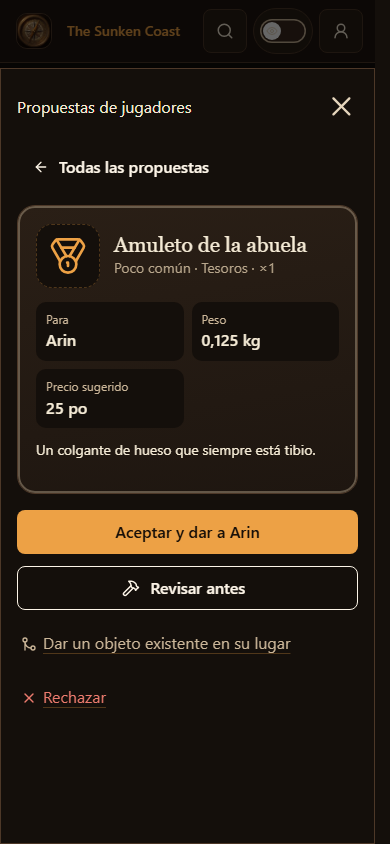 The Sunken Coast
Propuestas de jugadores
Todas las propuestas
Amuleto de la abuela
Poco común · Tesoros · ×1
Para
Arin
Peso
0,125 kg
Precio sugerido
25 po
Un colgante de hueso que siempre está tibio.
Aceptar y dar a Arin
Revisar antes
Dar un objeto existente en su lugar
Rechazar